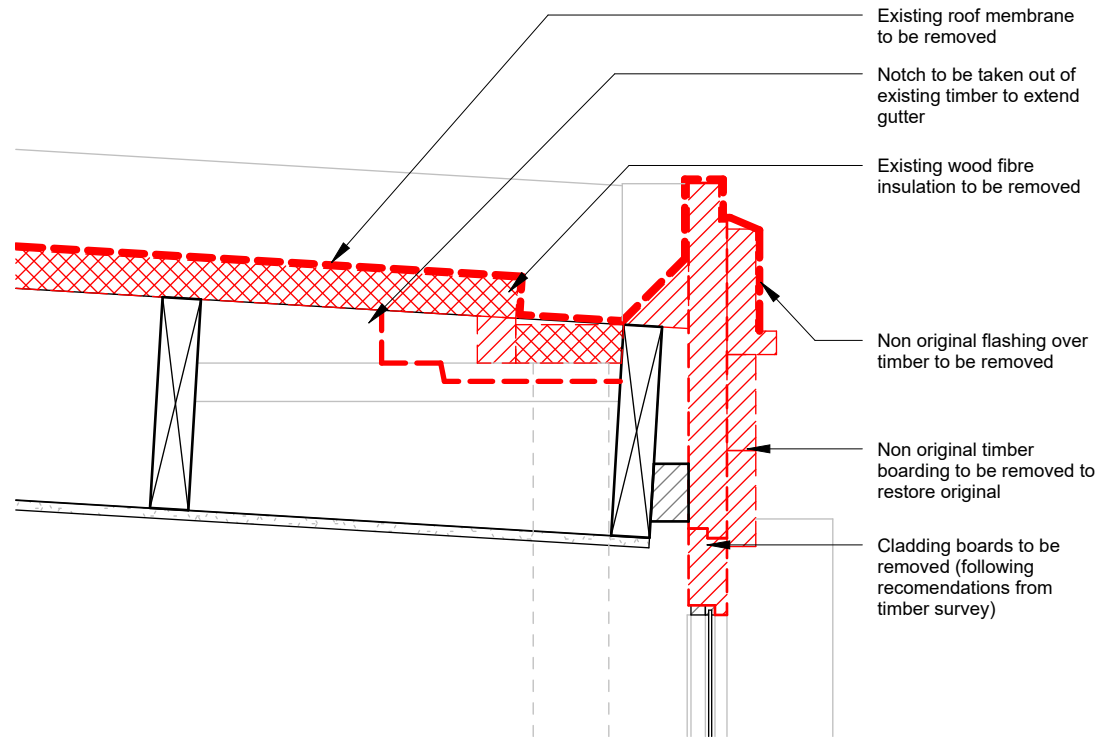 Existing roof membrane
to be removed
Notch to be taken out of
existing timber to extend
gutter
Existing wood fibre
insulation to be removed
Non original flashing over
timber to be removed
Non original timber
boarding to be removed to
restore original
Cladding boards to be
removed (following
recomendations from
timber survey)